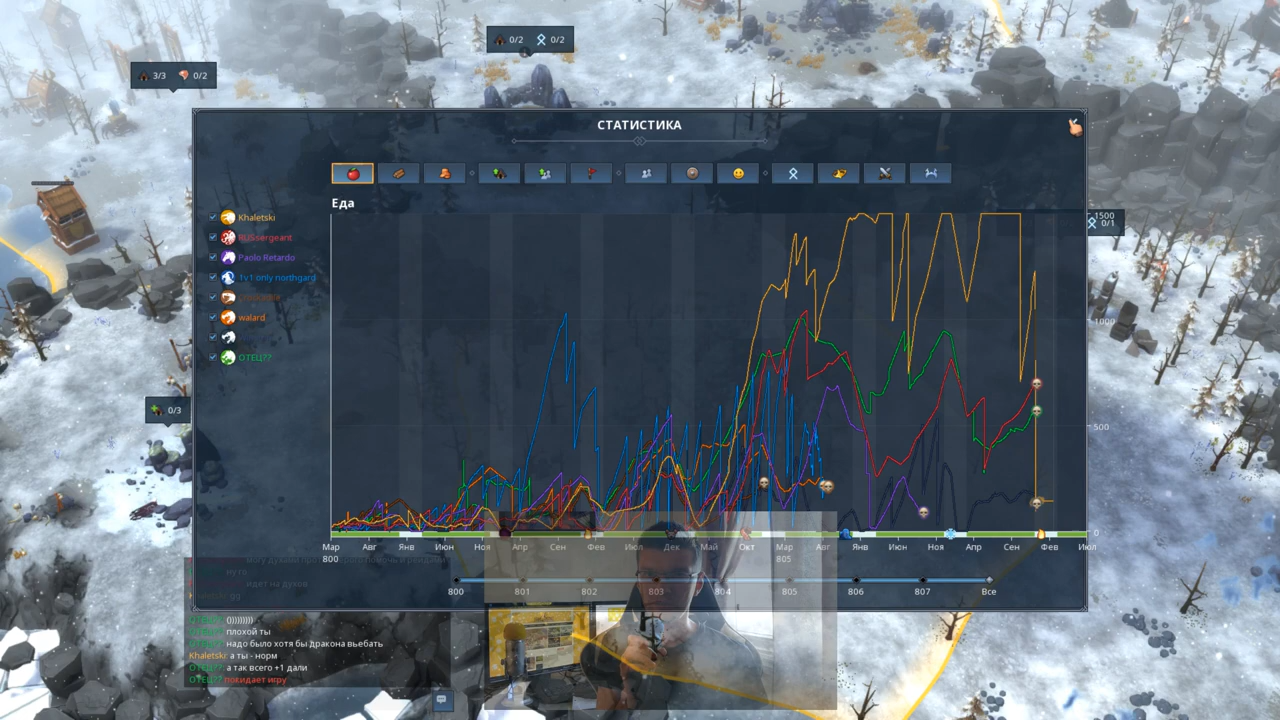 0/2 0/2
3/3 0/2
СТАТИСТИКА
Еда
Khaletski
RUSsergeant
Paolo Retardo
1v1 only northgard
walard
ОТЕЦ??
1500
0/1
1000
500
0
0/3
Мар Авг Янв Июн Ноя Апр Сен Фев Июл Дек Май Окт Мар Авг Янв Июн Ноя Апр Сен Фев Июл
800 805
800 801 802 803 804 805 806 807 Все
идет на духов
gg
ОТЕЦ?? 0)))))))))
ОТЕЦ?? плохой ты
надо было хотя бы дракона вьебать
Khaletski: а ты - норм
ОТЕЦ?? а так всего +1 дали
ОТЕЦ?? покидает игру